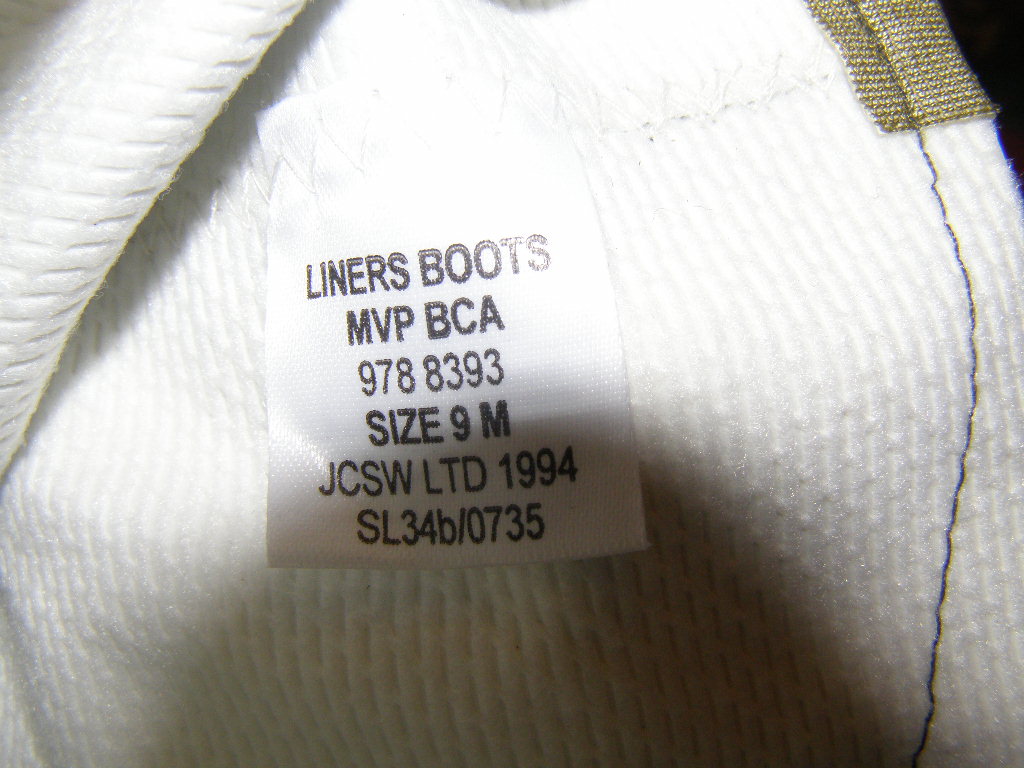 LINERS BOOTS
MVP BCA
978 8393
SIZE 9 M
JCSW LTD 1994
SL34b/0735